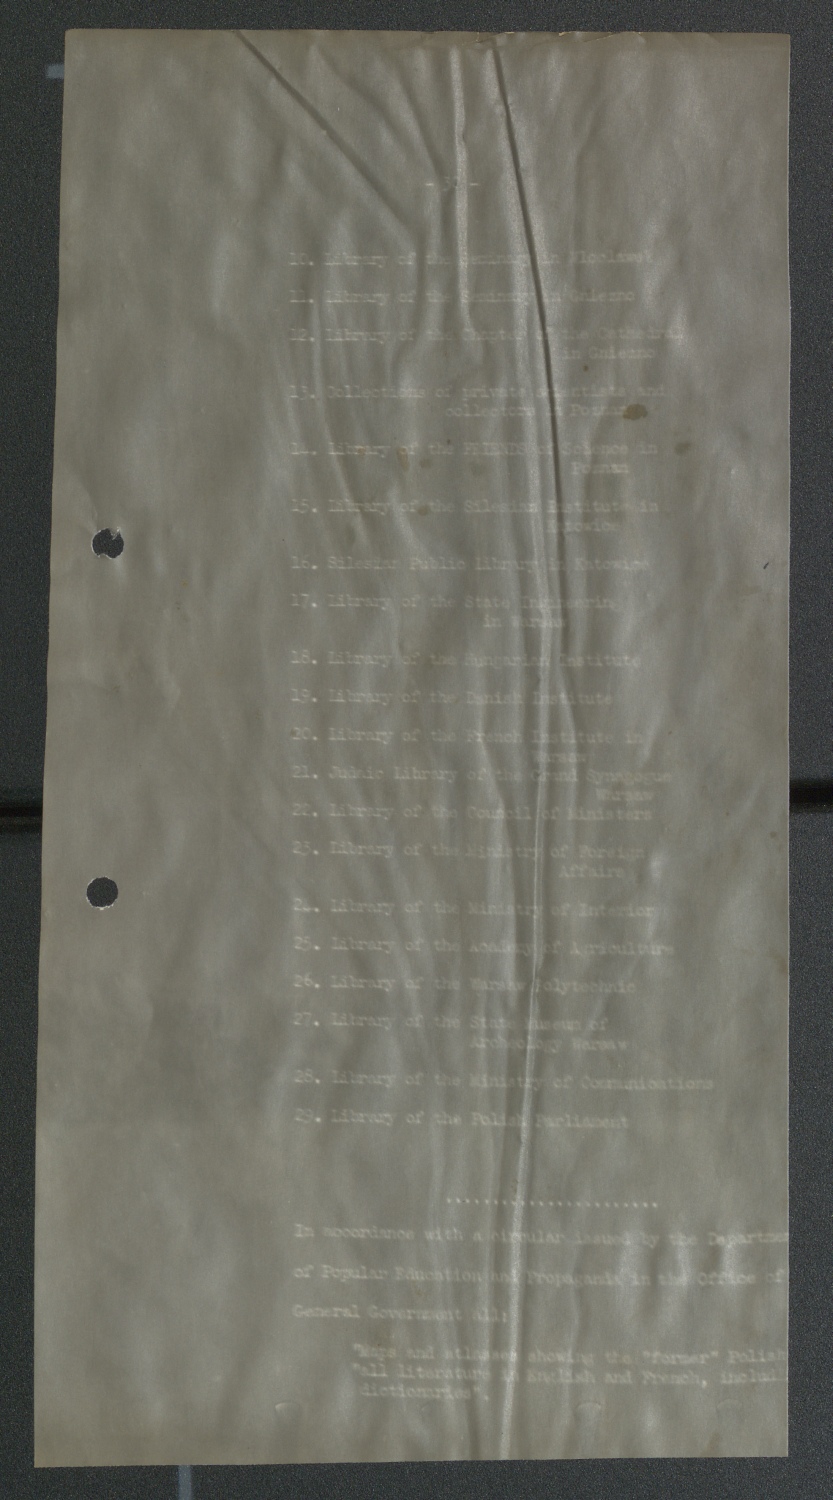 10. Library of the Seminary in Wloclawek
11. Library of the Seminary in Gniezno
12. Library of the Chapter of the Cathedral
in Gniezno
13. Collections of private scientists and
collectors in Poznan
14. Library of the FRIENDS of Science in
Poznan
15. Library of the Silesian Institute in
Katowice
16. Silesian Public Library in Katowice
17. Library of the State Engineering
in Warsaw
18. Library of the Hungarian Institute
19. Library of the Danish Institute
20. Library of the French Institute in
Warsaw
21. Judaic Library of the Grand Synagogue
Warsaw
22. Library of the Council of Ministers
23. Library of the Ministry of Foreign
Affairs
24. Library of the Ministry of Interior
25. Library of the Academy of Agriculture
26. Library of the Warsaw Polytechnic
27. Library of the State Museum of
Archeology Warsaw
28. Library of the Ministry of Communications
29. Library of the Polish Parliament
.......................
In accordance with a circular issued by the Departmen
of Popular Education and Propaganda in the Office of
General Government all:
"Maps and atlasses showing the "former" Polish
"all literature in English and French, includi
dictionaries".